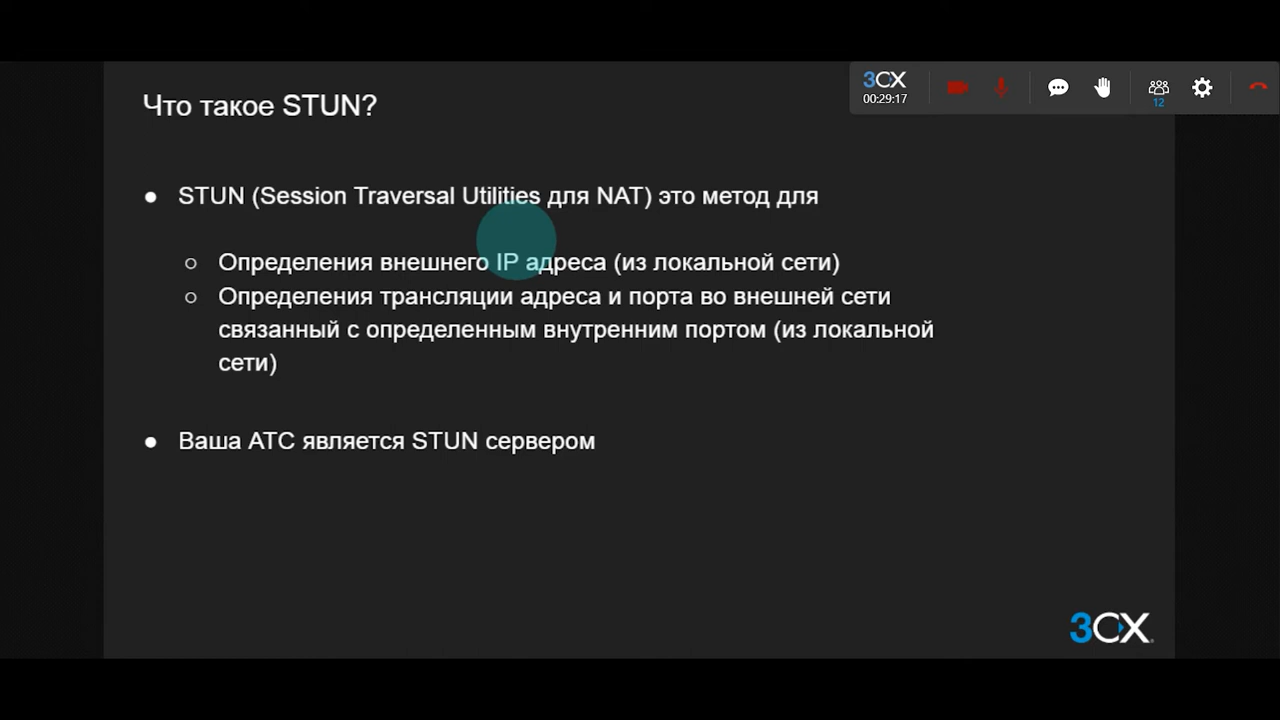 3CX
00:29:17
12
Что такое STUN?
● STUN (Session Traversal Utilities для NAT) это метод для
○ Определения внешнего IP адреса (из локальной сети)
○ Определения трансляции адреса и порта во внешней сети
связанный с определенным внутренним портом (из локальной
сети)
● Ваша АТС является STUN сервером
3CX